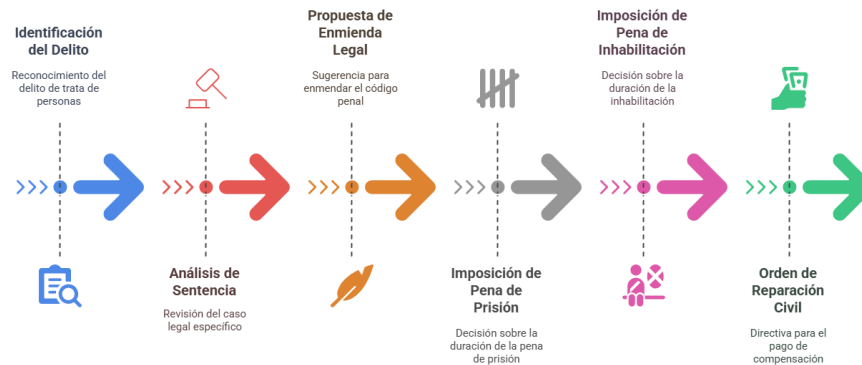 Identificación
del Delito
Reconocimiento del
delito de trata de
personas
Análisis de
Sentencia
Revisión del caso
legal específico
Propuesta de
Enmienda
Legal
Sugerencia para
enmendar el código
penal
Imposición de
Pena de
Prisión
Decisión sobre la
duración de la pena
de prisión
Imposición de
Pena de
Inhabilitación
Decisión sobre la
duración de la
inhabilitación
Orden de
Reparación
Civil
Directiva para el
pago de
compensación